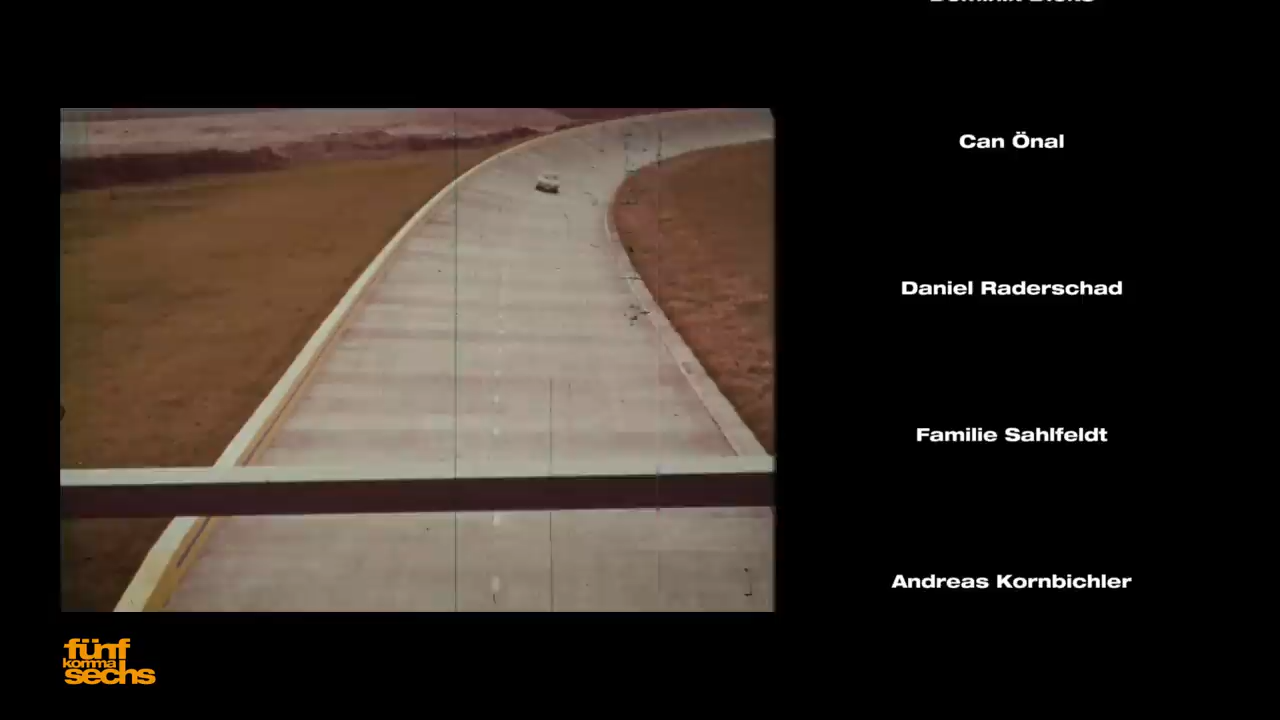 Can Önal
Daniel Raderschad
Familie Sahlfeldt
Andreas Kornbichler
fünf
komma
sechs